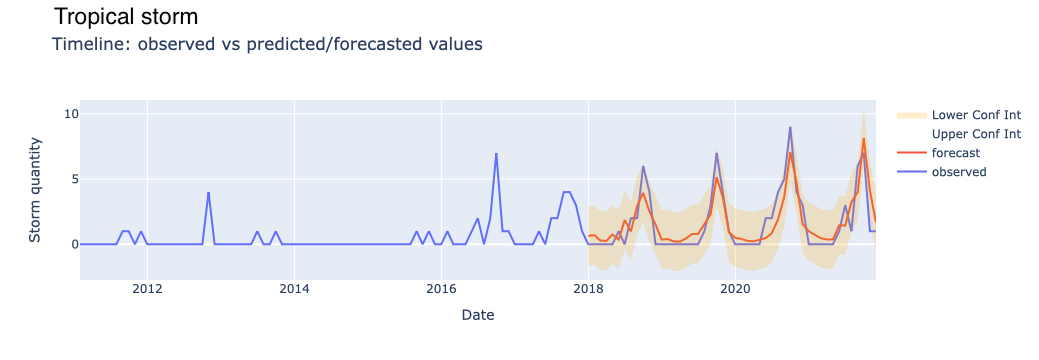 Tropical storm
Timeline: observed vs predicted/forecasted values
10
5
0
Storm quantity
2012
2014
2016
2018
2020
Date
Lower Conf Int
Upper Conf Int
forecast
observed